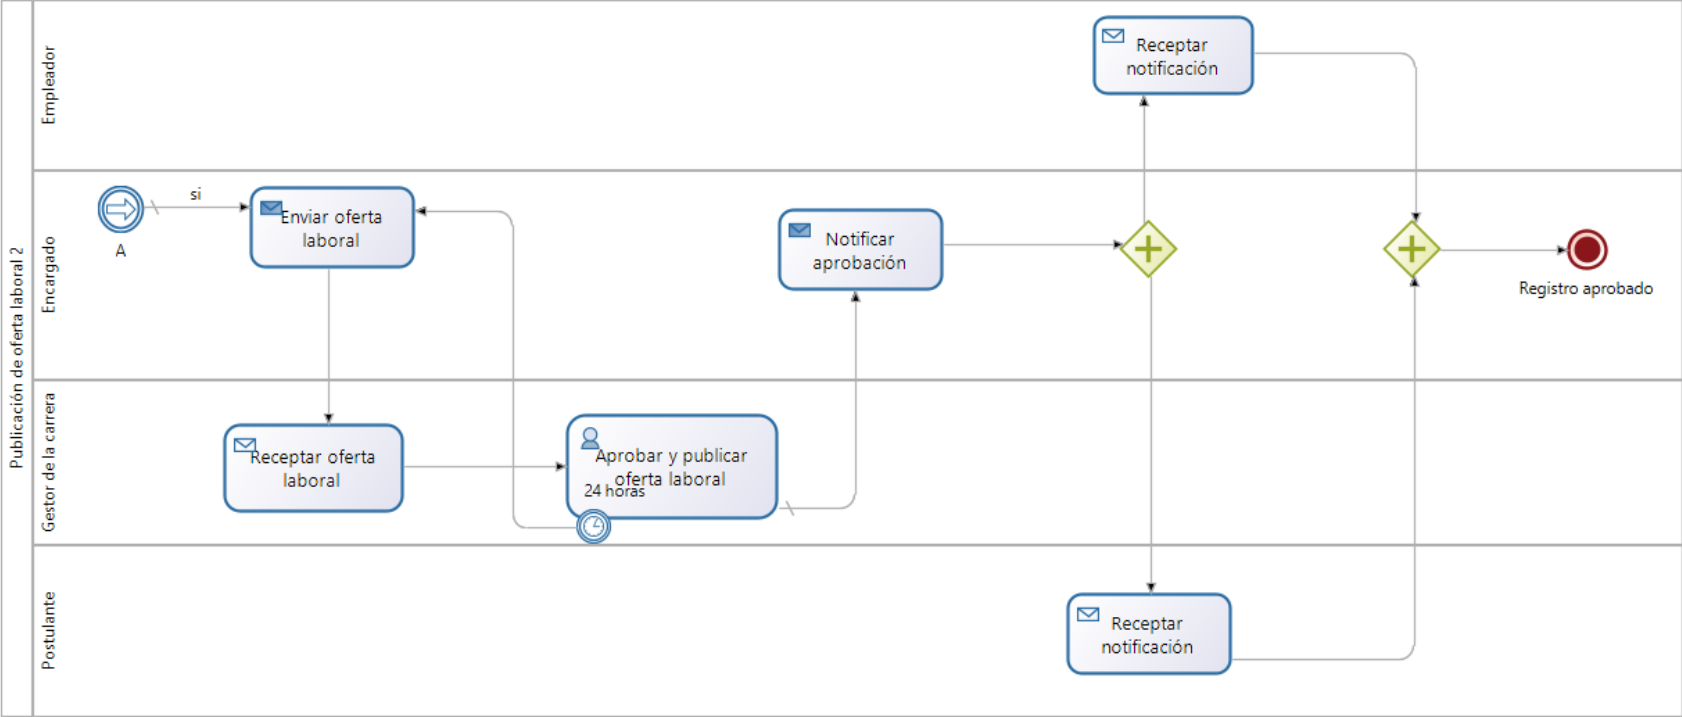 Publicación de oferta laboral 2
Empleador
Receptar
notificación
Encargado
A
si
Enviar oferta
laboral
Notificar
aprobación
Registro aprobado
Gestor de la carrera
Receptar oferta
laboral
Aprobar y publicar
oferta laboral
24 horas
Postulante
Receptar
notificación